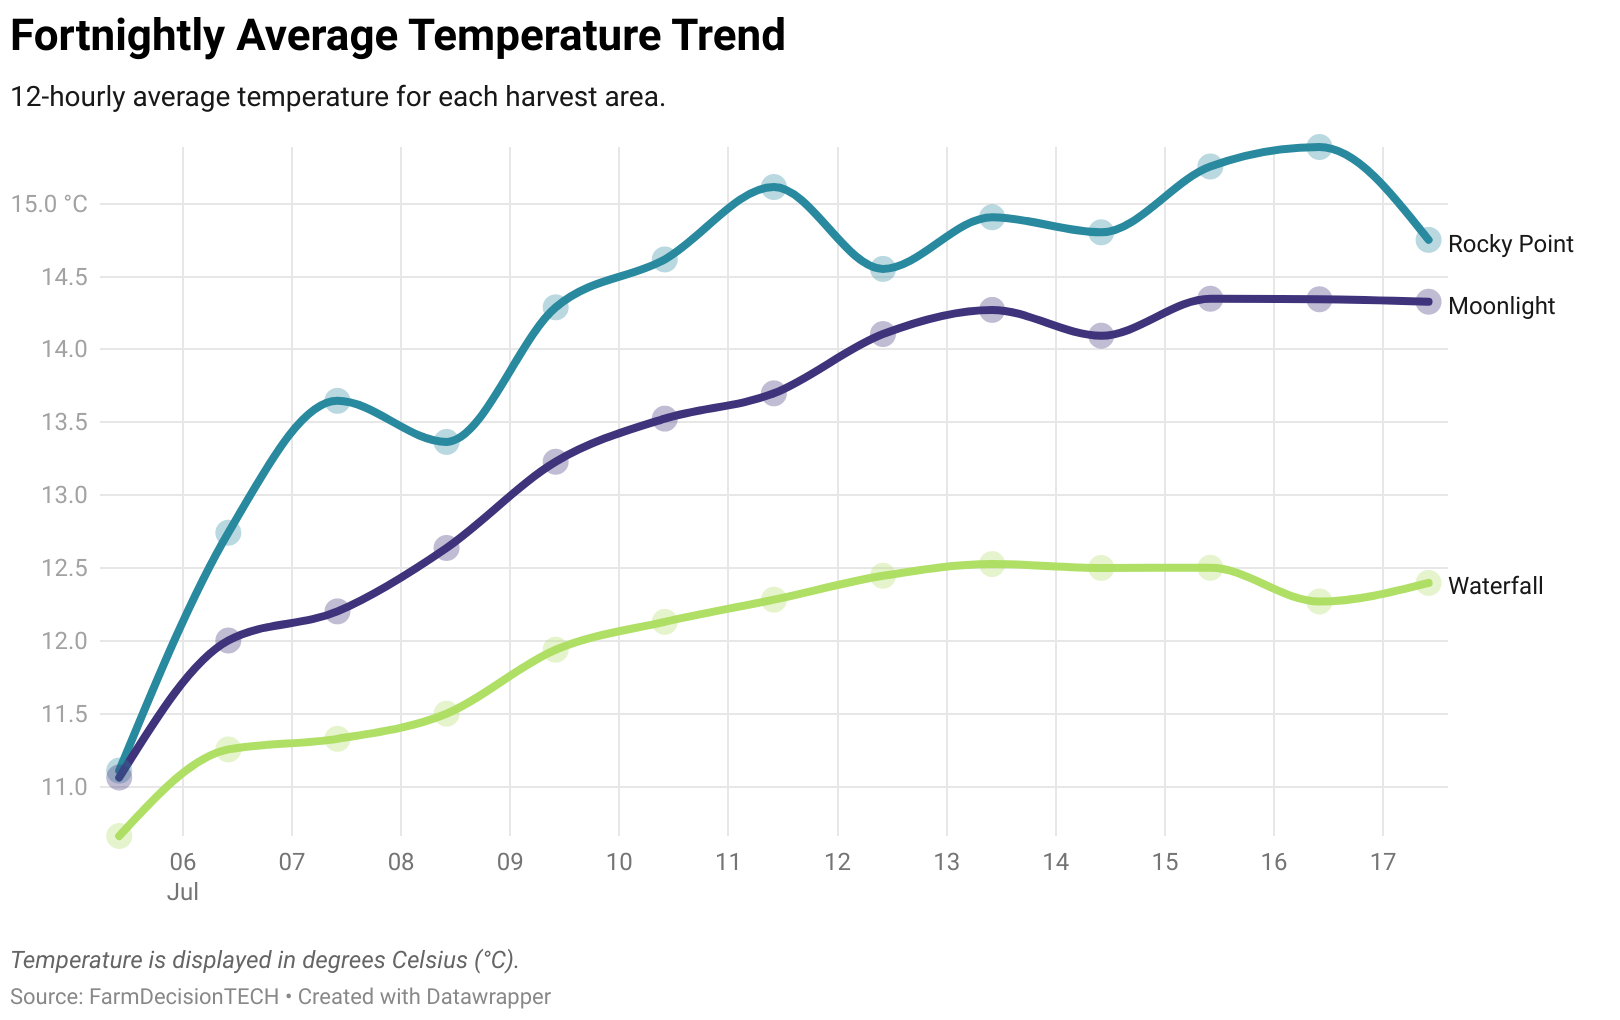 Fortnightly Average Temperature Trend
12-hourly average temperature for each harvest area.
15.0 °C
14.5
14.0
13.5
13.0
12.5
12.0
11.5
11.0
Rocky Point
Moonlight
Waterfall
06 07 08 09 10 11 12 13 14 15 16 17
Jul
Temperature is displayed in degrees Celsius (°C).
Source: FarmDecisionTECH • Created with Datawrapper